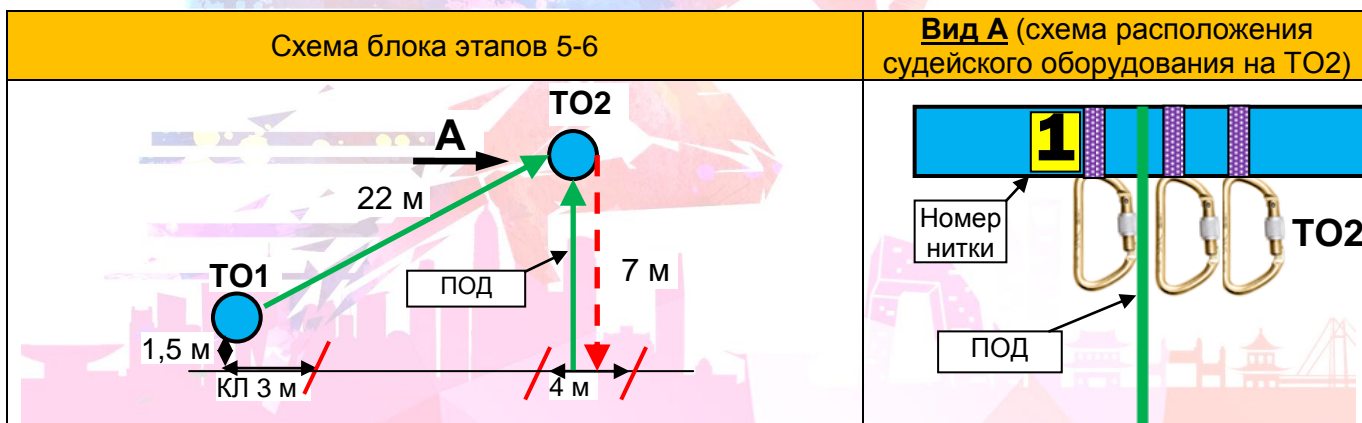 Схема блока этапов 5-6
Вид А (схема расположения
судейского оборудования на ТО2)
ТО2
А
22 м
ТО1
ПОД
7 м
1,5 м
КЛ 3 м
4 м
1
Номер
нитки
ТО2
ПОД